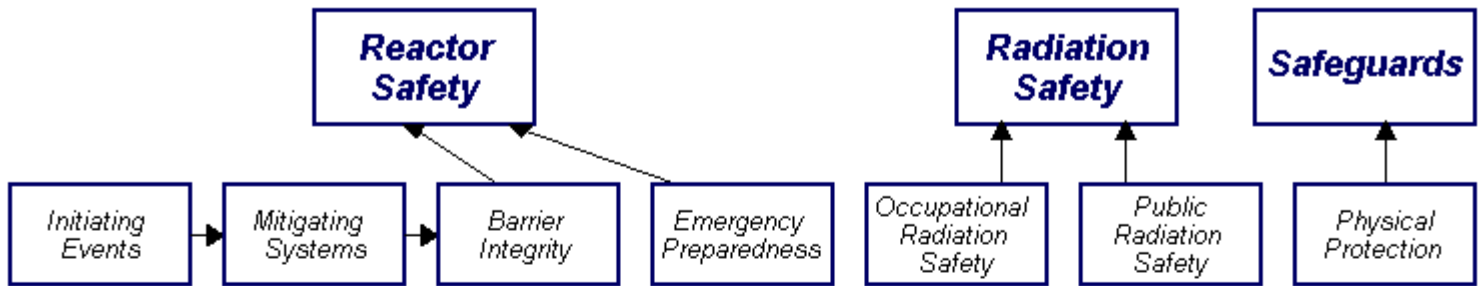 Reactor
Safety
Radiation
Safety
Safeguards
Initiating
Events
Mitigating
Systems
Barrier
Integrity
Emergency
Preparedness
Occupational
Radiation
Safety
Public
Radiation
Safety
Physical
Protection